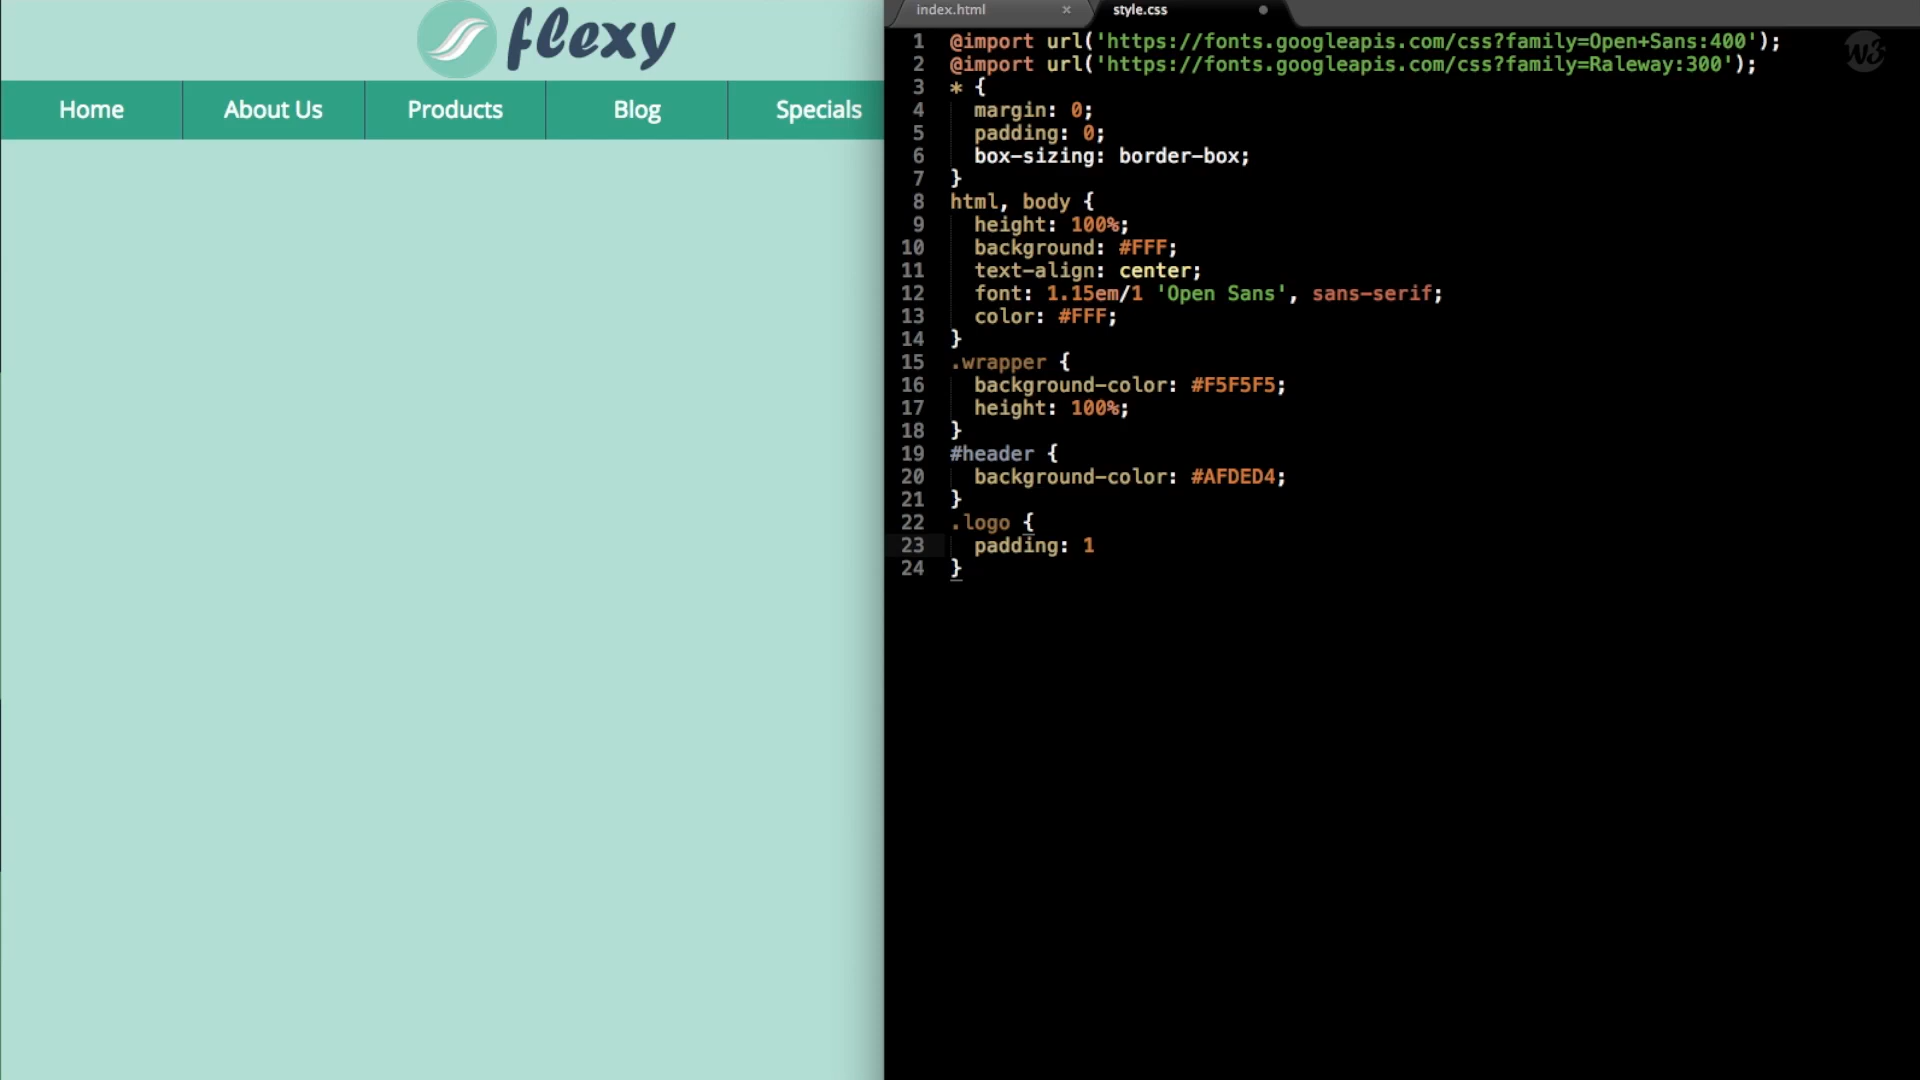 flexy
Home
About Us
Products
Blog
Specials
index.html ×
style.css
1 @import url('https://fonts.googleapis.com/css?family=Open+Sans:400');
2 @import url('https://fonts.googleapis.com/css?family=Raleway:300');
3 * {
4 margin: 0;
5 padding: 0;
6 box-sizing: border-box;
7 }
8 html, body {
9 height: 100%;
10 background: #FFF;
11 text-align: center;
12 font: 1.15em/1 'Open Sans', sans-serif;
13 color: #FFF;
14 }
15 .wrapper {
16 background-color: #F5F5F5;
17 height: 100%;
18 }
19 #header {
20 background-color: #AFDED4;
21 }
22 .logo {
23 padding: 1
24 }
W3